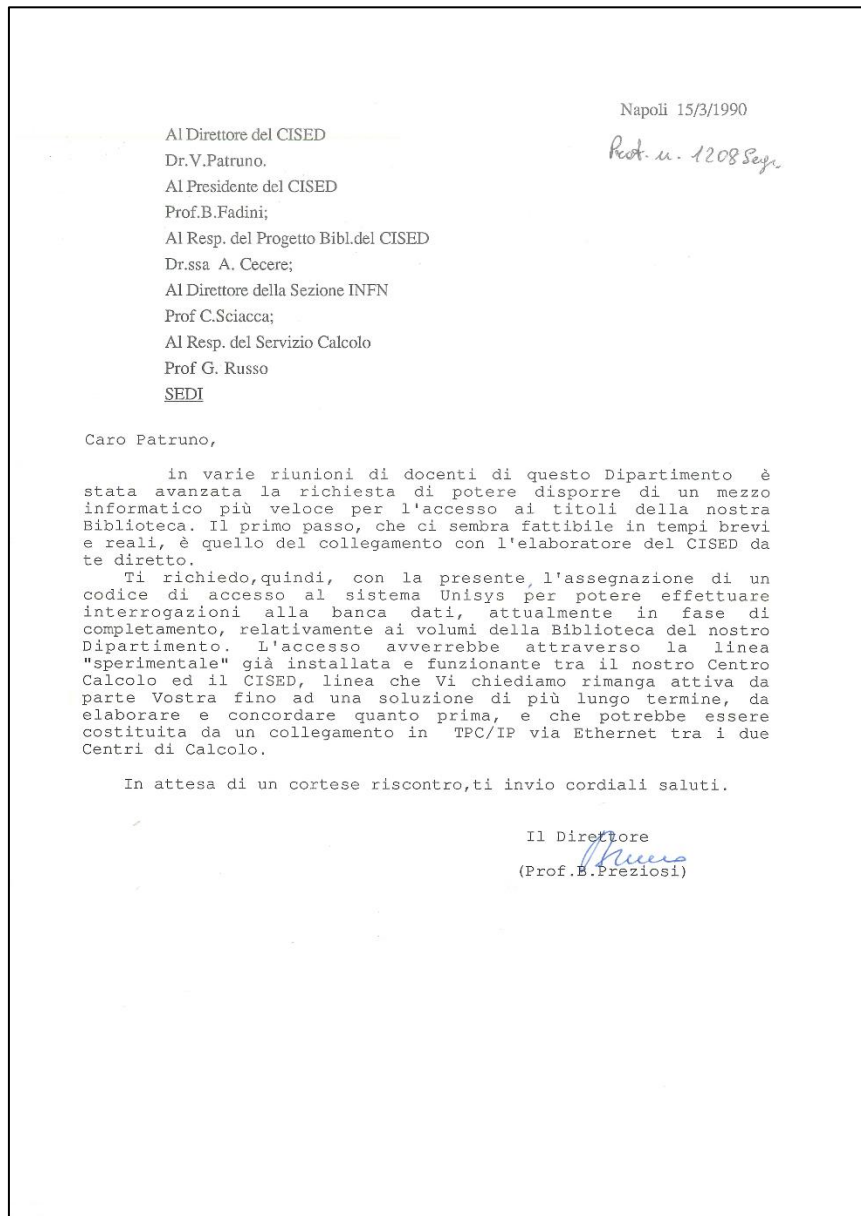 Napoli 15/3/1990
Prot. n. 1208 Segr
Al Direttore del CISED
Dr.V.Patruno.
Al Presidente del CISED
Prof.B.Fadini;
Al Resp. del Progetto Bibl.del CISED
Dr.ssa A. Cecere;
Al Direttore della Sezione INFN
Prof C.Sciacca;
Al Resp. del Servizio Calcolo
Prof G. Russo
SEDI
Caro Patruno,
in varie riunioni di docenti di questo Dipartimento è
stata avanzata la richiesta di potere disporre di un mezzo
informatico più veloce per l'accesso ai titoli della nostra
Biblioteca. Il primo passo, che ci sembra fattibile in tempi brevi
e reali, è quello del collegamento con l'elaboratore del CISED da
te diretto.
Ti richiedo,quindi, con la presente, l'assegnazione di un
codice di accesso al sistema Unisys per potere effettuare
interrogazioni alla banca dati, attualmente in fase di
completamento, relativamente ai volumi della Biblioteca del nostro
Dipartimento. L'accesso avverrebbe attraverso la linea
"sperimentale" già installata e funzionante tra il nostro Centro
Calcolo ed il CISED, linea che Vi chiediamo rimanga attiva da
parte Vostra fino ad una soluzione di più lungo termine, da
elaborare e concordare quanto prima, e che potrebbe essere
costituita da un collegamento in TPC/IP via Ethernet tra i due
Centri di Calcolo.
In attesa di un cortese riscontro,ti invio cordiali saluti.
Il Direttore
(Prof.B.Preziosi)